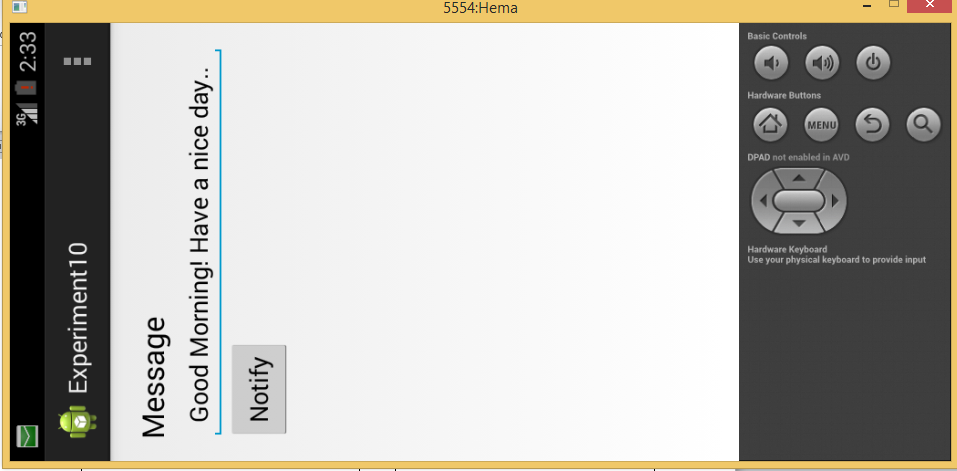 5554:Hema
3G 2:33
Experiment10
Message
Good Morning! Have a nice day..
Notify
Basic Controls
Hardware Buttons
MENU
DPAD not enabled in AVD
Hardware Keyboard
Use your physical keyboard to provide input